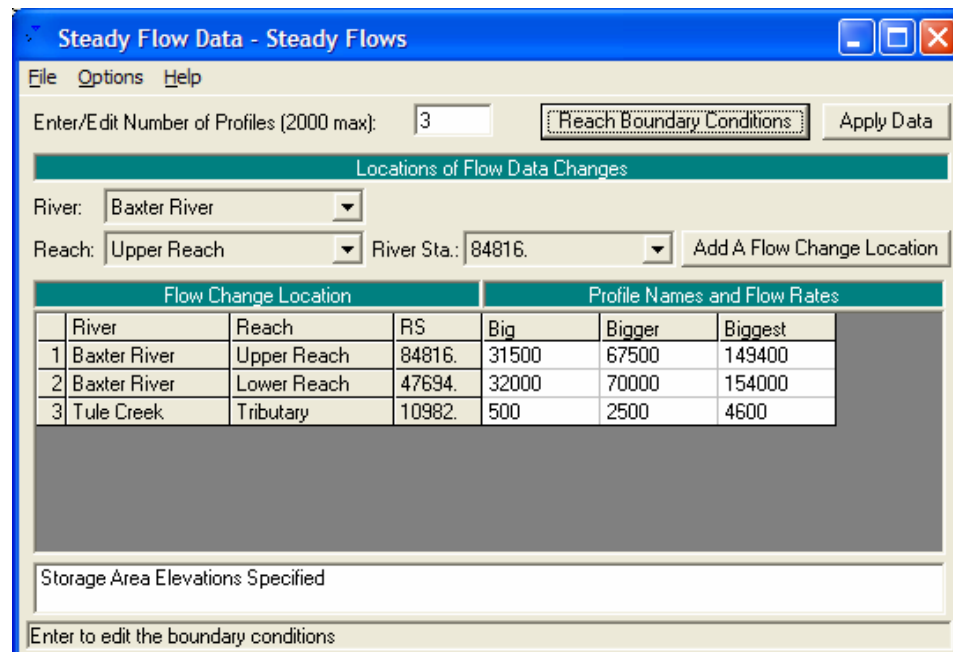 Steady Flow Data - Steady Flows
File Options Help
Enter/Edit Number of Profiles (2000 max): 3 Reach Boundary Conditions Apply Data
Locations of Flow Data Changes
River: Baxter River
Reach: Upper Reach River Sta.: 84816. Add A Flow Change Location
Flow Change Location Profile Names and Flow Rates
River Reach RS Big Bigger Biggest
1 Baxter River Upper Reach 84816. 31500 67500 149400
2 Baxter River Lower Reach 47694. 32000 70000 154000
3 Tule Creek Tributary 10982. 500 2500 4600
Storage Area Elevations Specified
Enter to edit the boundary conditions